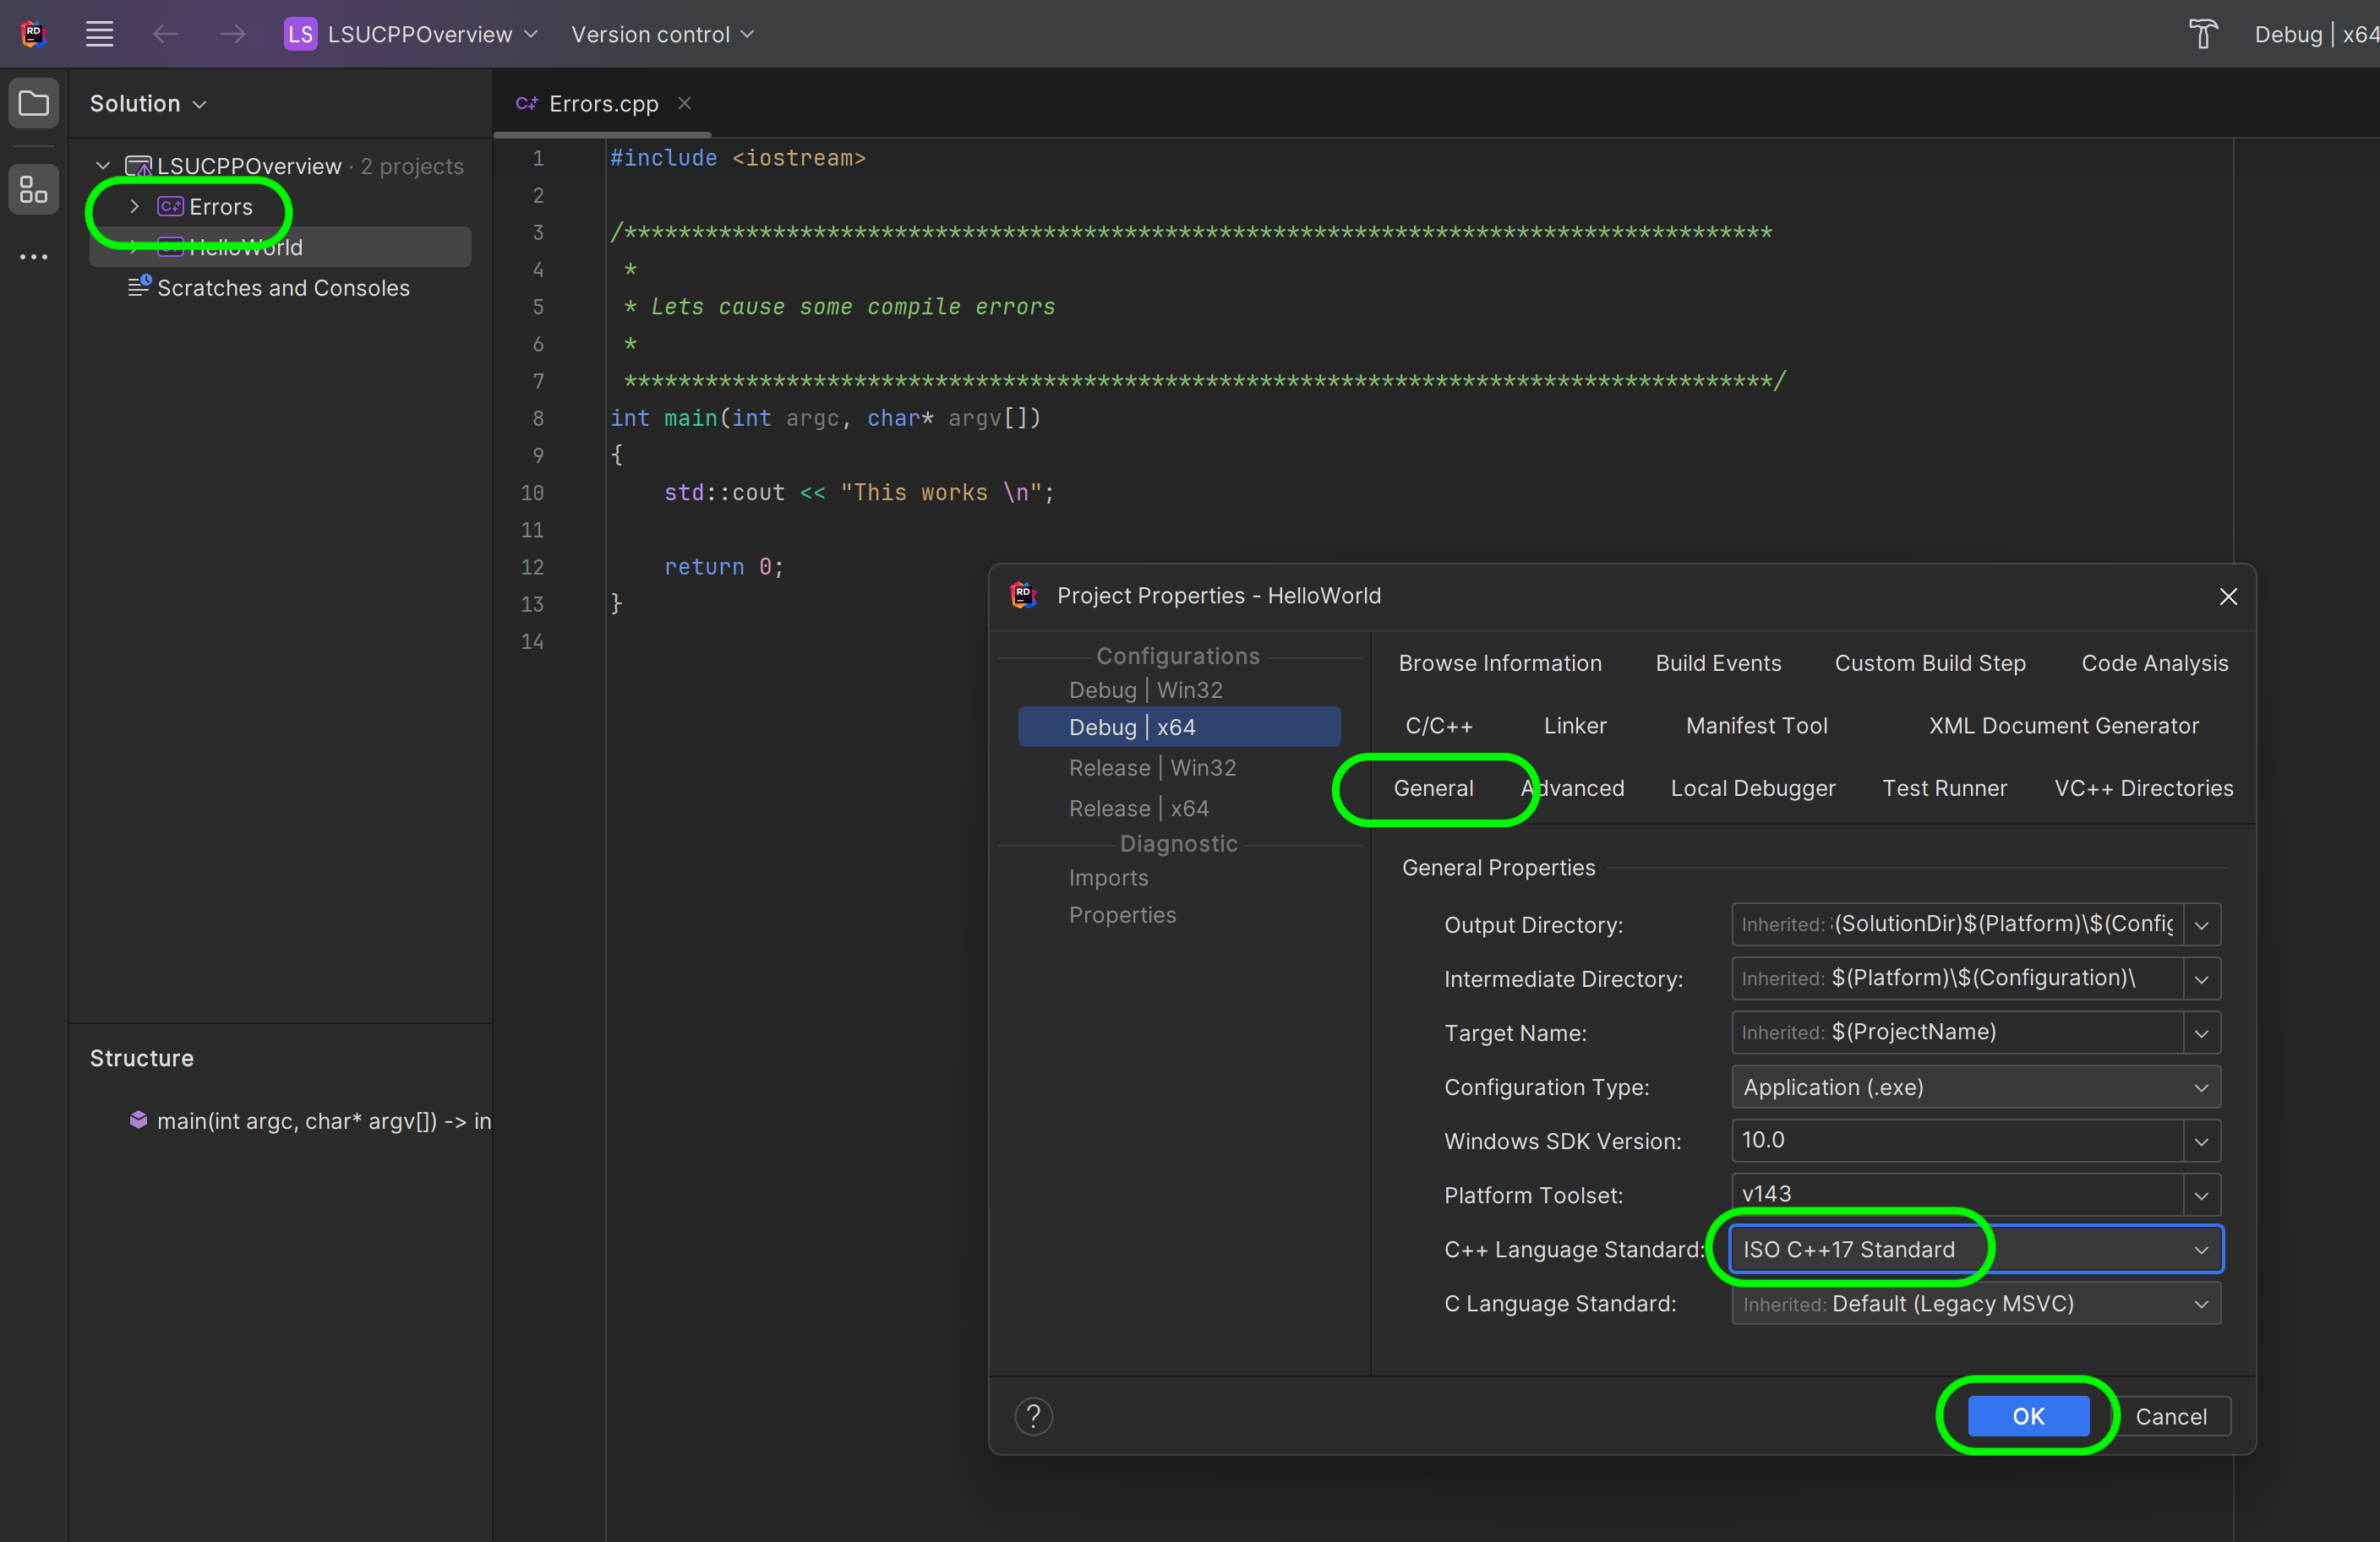 RD LS LSUCPPOverview Version control Debug | x64
Solution
Errors.cpp
LSUCPPOverview · 2 projects
C+ Errors
HelloWorld
Scratches and Consoles
1 #include <iostream>
2
3 /*************************************************************************************
4 *
5 * Lets cause some compile errors
6 *
7 *************************************************************************************/
8 int main(int argc, char* argv[])
9 {
10 std::cout << "This works \n";
11
12 return 0;
13 }
14
Structure
main(int argc, char* argv[]) -> in
RD Project Properties - HelloWorld
Configurations
Debug | Win32
Debug | x64
Release | Win32
Release | x64
Diagnostic
Imports
Properties
Browse Information Build Events Custom Build Step Code Analysis
C/C++ Linker Manifest Tool XML Document Generator
General Advanced Local Debugger Test Runner VC++ Directories
General Properties
Output Directory: Inherited: $(SolutionDir)$(Platform)\$(Config
Intermediate Directory: Inherited: $(Platform)\$(Configuration)\
Target Name: Inherited: $(ProjectName)
Configuration Type: Application (.exe)
Windows SDK Version: 10.0
Platform Toolset: v143
C++ Language Standard: ISO C++17 Standard
C Language Standard: Inherited: Default (Legacy MSVC)
? OK Cancel